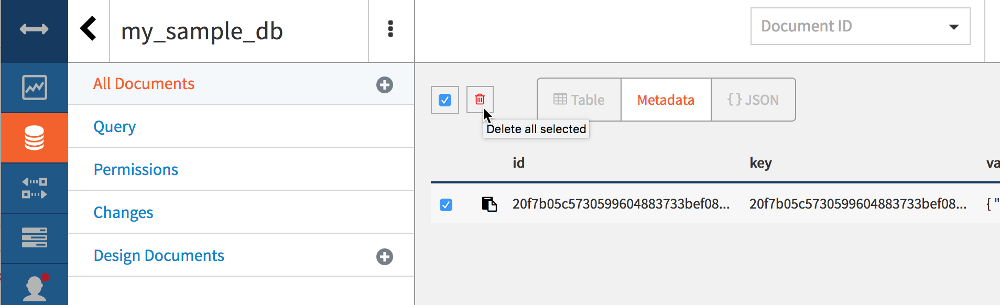 my_sample_db
Document ID
All Documents
Query
Permissions
Changes
Design Documents
Table
Metadata
{} JSON
Delete all selected
id key va
20f7b05c5730599604883733bef08... 20f7b05c5730599604883733bef08... { "